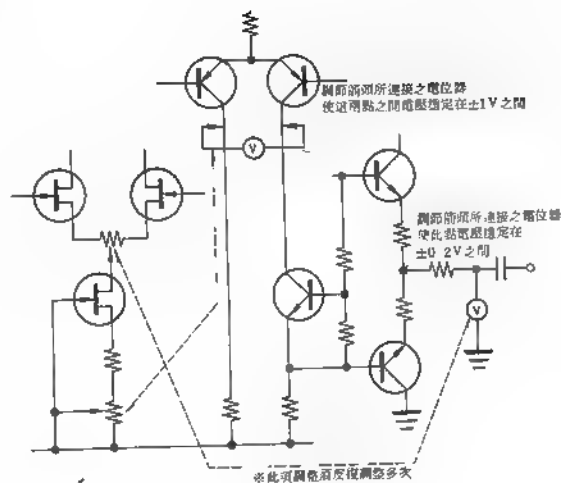 調節箭頭所連接之電位器
使這兩點之間電壓穩定在±1V之間
V
調節箭頭所連接之電位器
使此點電壓穩定在
±0 2V之間
V
※此項調整須反復調整多次